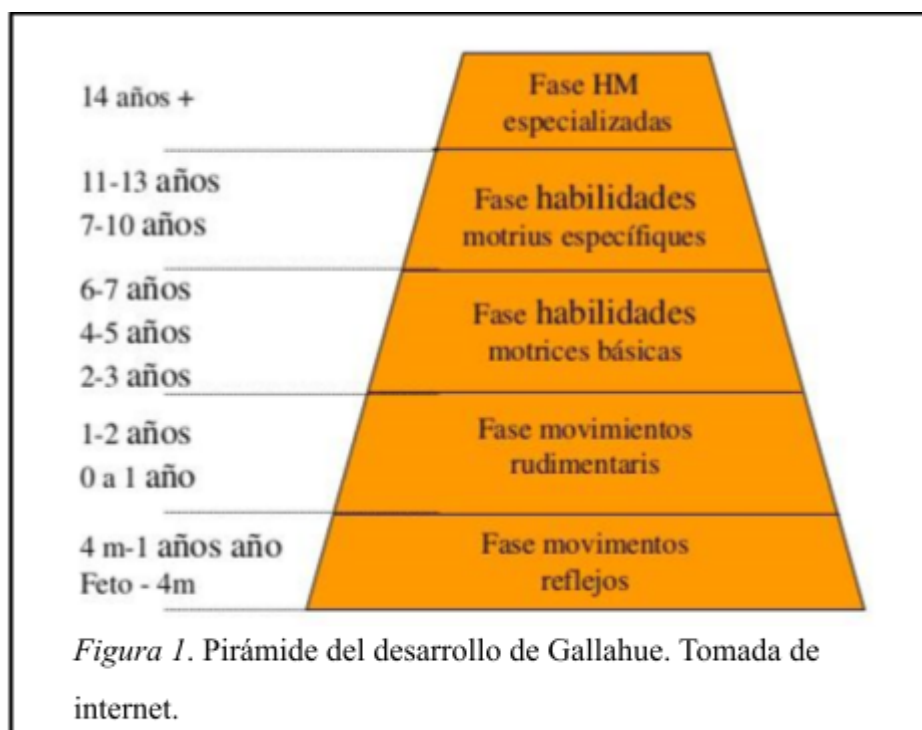 14 años +
Fase HM
especializadas
11-13 años
7-10 años
Fase habilidades
motrius específiques
6-7 años
4-5 años
2-3 años
Fase habilidades
motrices básicas
1-2 años
0 a 1 año
Fase movimientos
rudimentaris
4 m-1 años año
Feto - 4m
Fase movimentos
reflejos
Figura 1. Pirámide del desarrollo de Gallahue. Tomada de
internet.